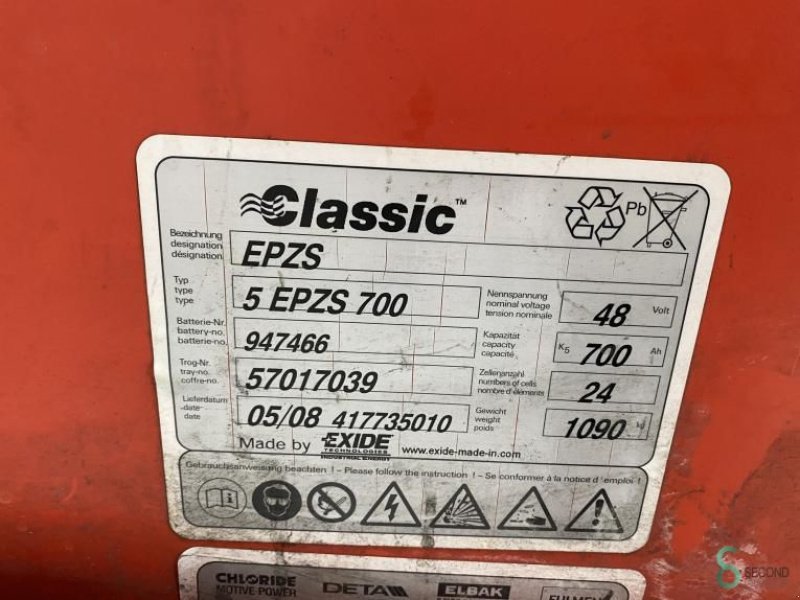 Classic™
Pb
Bezeichnung
designation
désignation
EPZS
Typ
type
type
5 EPZS 700
Nennspannung
nominal voltage
tension nominale
48 Volt
Batterie-Nr.
battery-no.
batterie-no.
947466
Kapazität
capacity
capacité
K5 700 Ah
Trog-Nr.
tray-no.
coffre-no.
57017039
Zellenanzahl
numbers of cells
nombre d'éléments
24
Lieferdatum
-date
date
05/08 417735010
Gewicht
weight
poids
1090 kg
Made by EXIDE
TECHNOLOGIES
INDUSTRIAL ENERGY
www.exide-made-in.com
Gebrauchsanweisung beachten ! – Please follow the instruction ! – Se conformer à la notice d'emploi !
CHLORIDE
MOTIVE POWER
DETA
ELBAK
FULMEN
SECOND